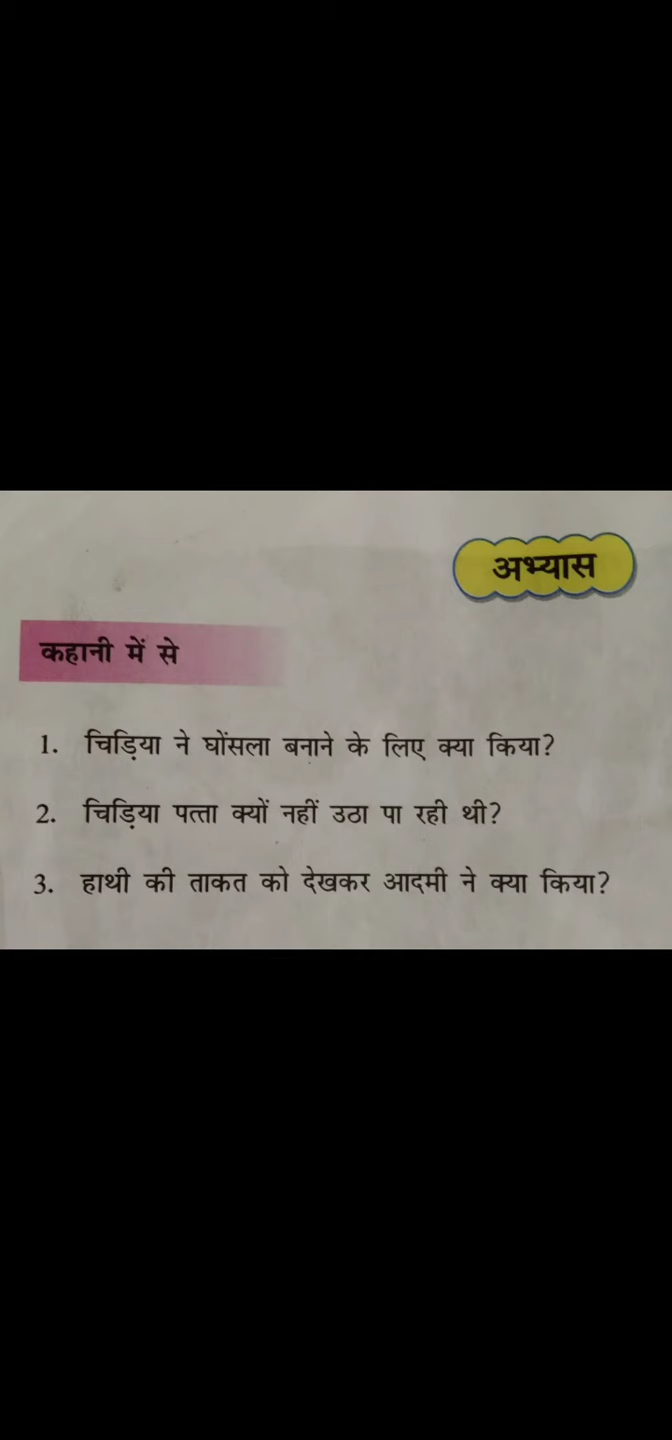 अभ्यास
कहानी में से
1. चिड़िया ने घोंसला बनाने के लिए क्या किया?
2. चिड़िया पत्ता क्यों नहीं उठा पा रही थी?
3. हाथी की ताकत को देखकर आदमी ने क्या किया?